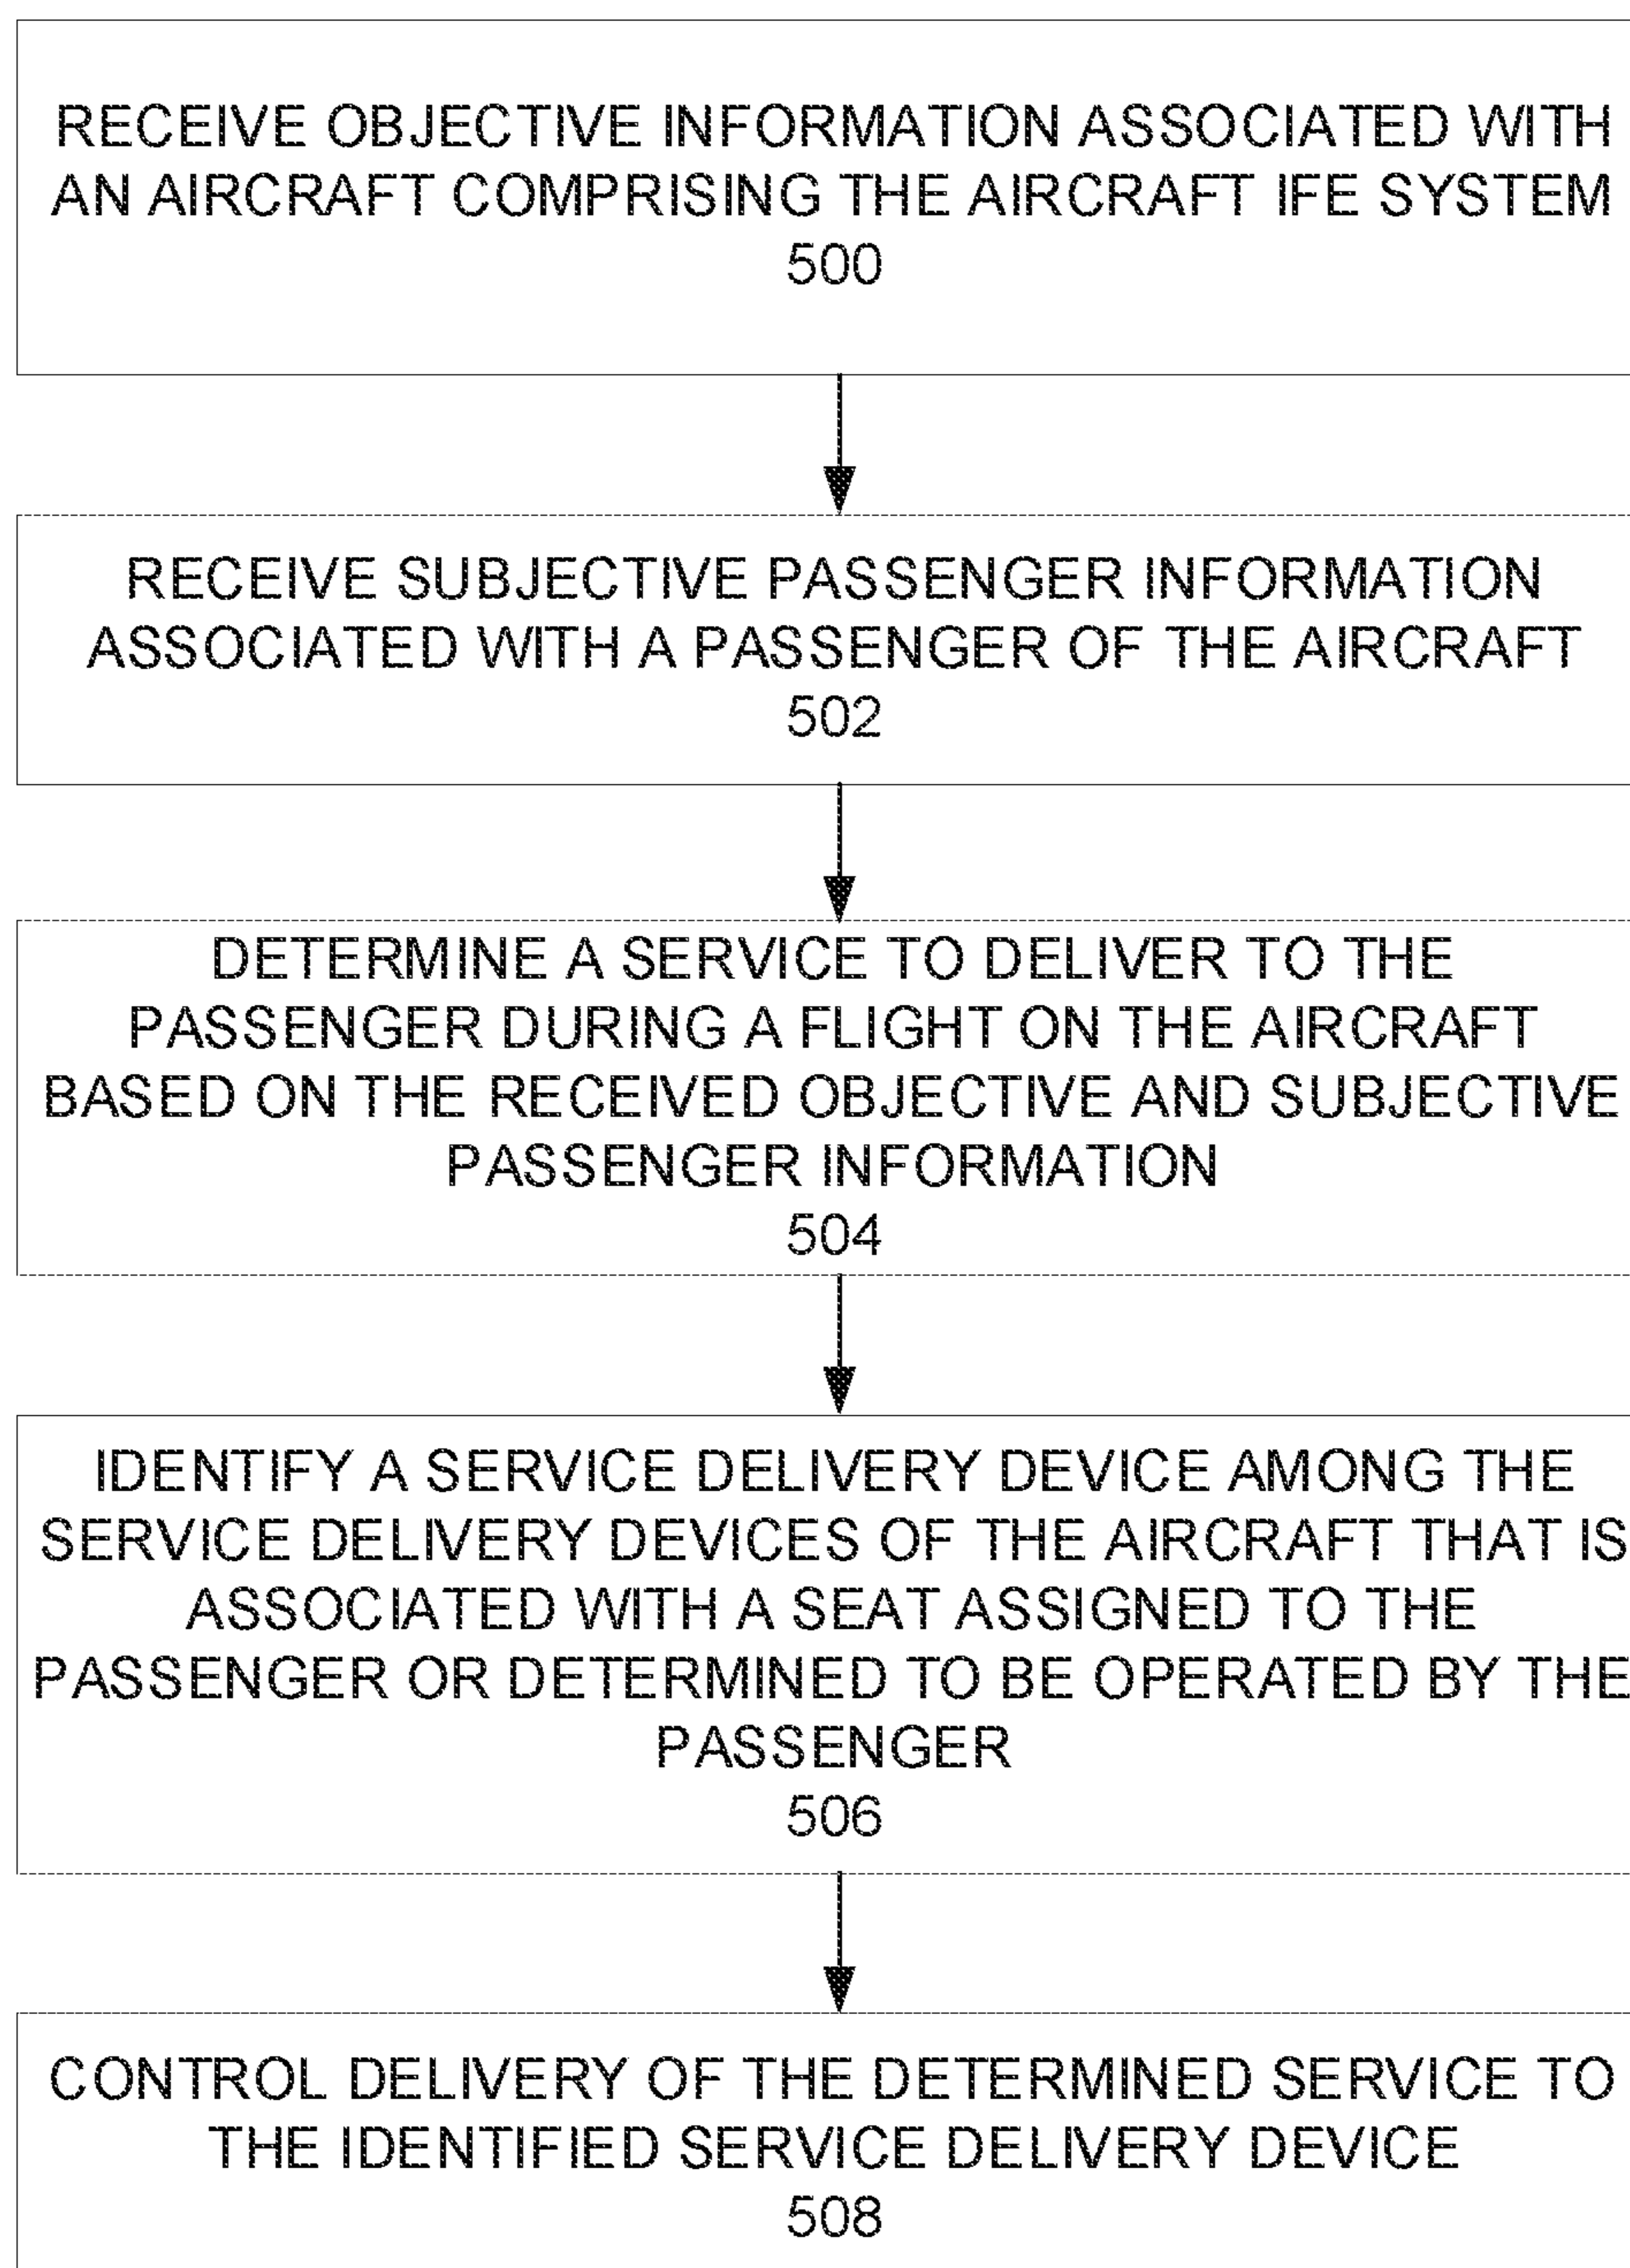 RECEIVE OBJECTIVE INFORMATION ASSOCIATED WITH
AN AIRCRAFT COMPRISING THE AIRCRAFT IFE SYSTEM
500
RECEIVE SUBJECTIVE PASSENGER INFORMATION
ASSOCIATED WITH A PASSENGER OF THE AIRCRAFT
502
DETERMINE A SERVICE TO DELIVER TO THE
PASSENGER DURING A FLIGHT ON THE AIRCRAFT
BASED ON THE RECEIVED OBJECTIVE AND SUBJECTIVE
PASSENGER INFORMATION
504
IDENTIFY A SERVICE DELIVERY DEVICE AMONG THE
SERVICE DELIVERY DEVICES OF THE AIRCRAFT THAT IS
ASSOCIATED WITH A SEAT ASSIGNED TO THE
PASSENGER OR DETERMINED TO BE OPERATED BY THE
PASSENGER
506
CONTROL DELIVERY OF THE DETERMINED SERVICE TO
THE IDENTIFIED SERVICE DELIVERY DEVICE
508